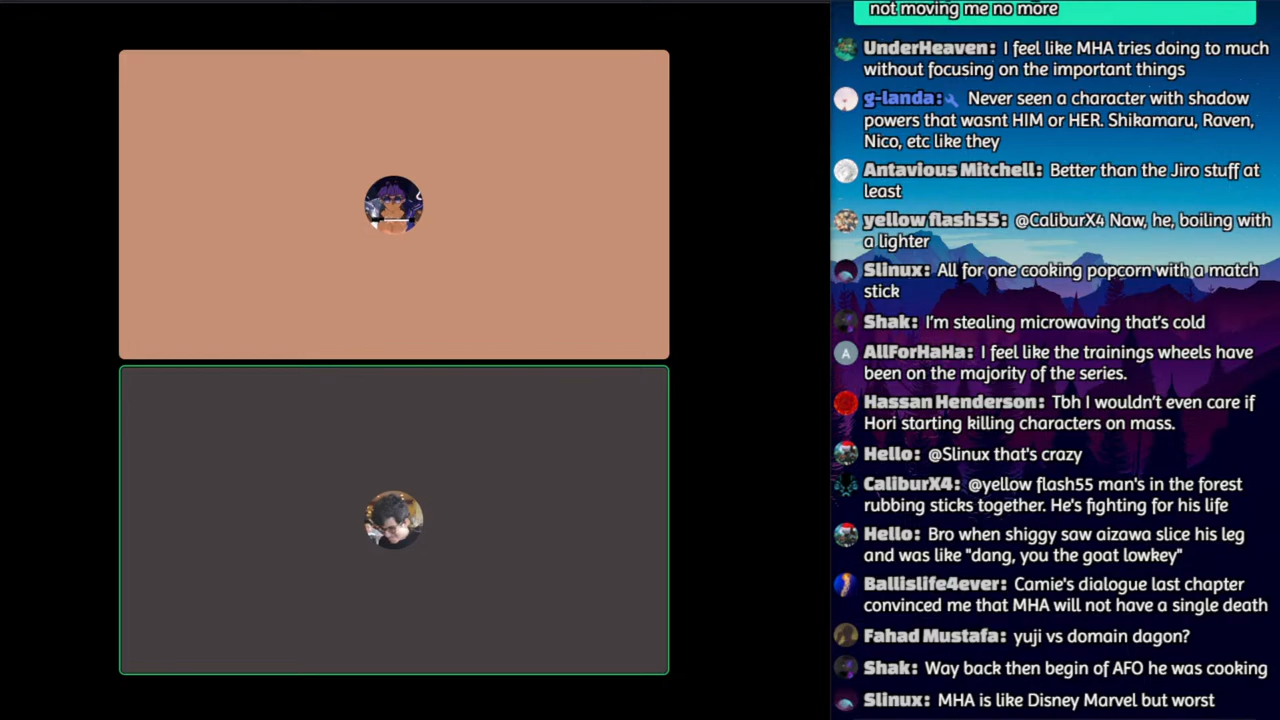 not moving me no more
UnderHeaven: I feel like MHA tries doing to much
without focusing on the important things
g-landa: Never seen a character with shadow
powers that wasnt HIM or HER. Shikamaru, Raven,
Nico, etc like they
Antavious Mitchell: Better than the Jiro stuff at
least
yellow flash55: @CaliburX4 Naw, he, boiling with
a lighter
Slinux: All for one cooking popcorn with a match
stick
Shak: I'm stealing microwaving that's cold
A AllForHaHa: I feel like the trainings wheels have
been on the majority of the series.
Hassan Henderson: Tbh I wouldn't even care if
Hori starting killing characters on mass.
Hello: @Slinux that's crazy
CaliburX4: @yellow flash55 man's in the forest
rubbing sticks together. He's fighting for his life
Hello: Bro when shiggy saw aizawa slice his leg
and was like "dang, you the goat lowkey"
Ballislife4ever: Camie's dialogue last chapter
convinced me that MHA will not have a single death
Fahad Mustafa: yuji vs domain dagon?
Shak: Way back then begin of AFO he was cooking
Slinux: MHA is like Disney Marvel but worst